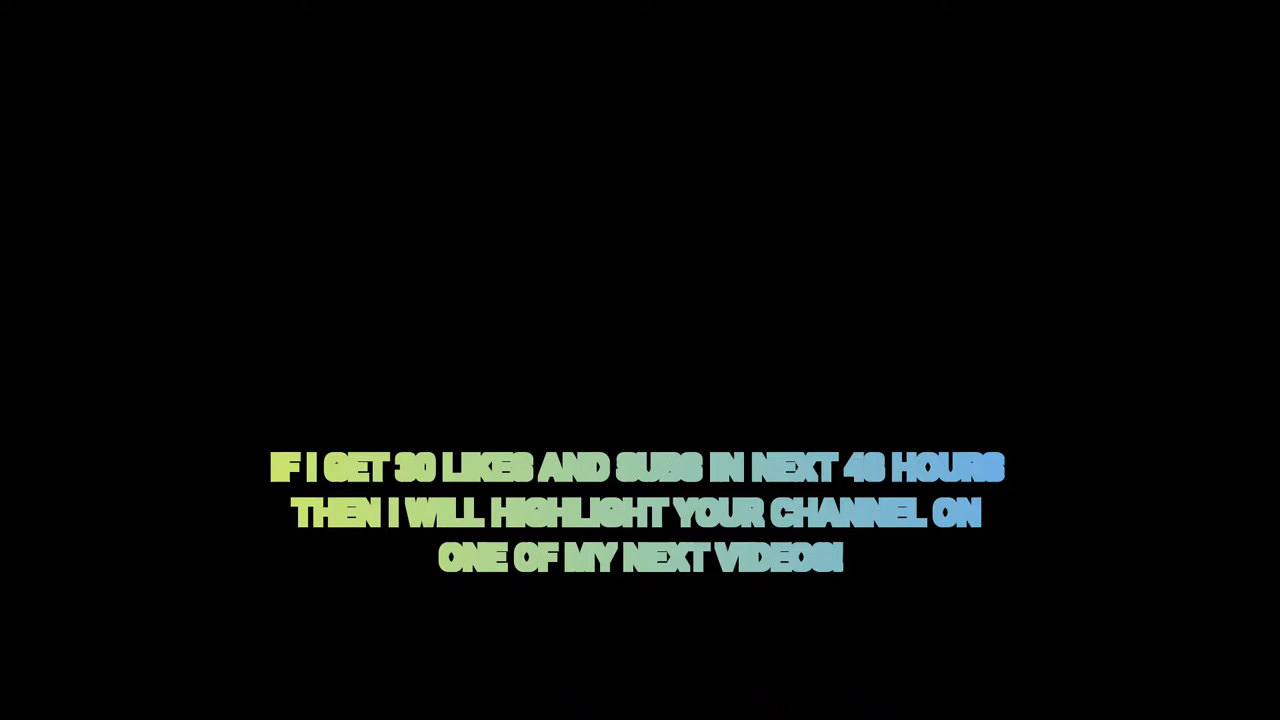 IF I GET 30 LIKES AND SUBS IN NEXT 48 HOURS
THEN I WILL HIGHLIGHT YOUR CHANNEL ON
ONE OF MY NEXT VIDEOS!